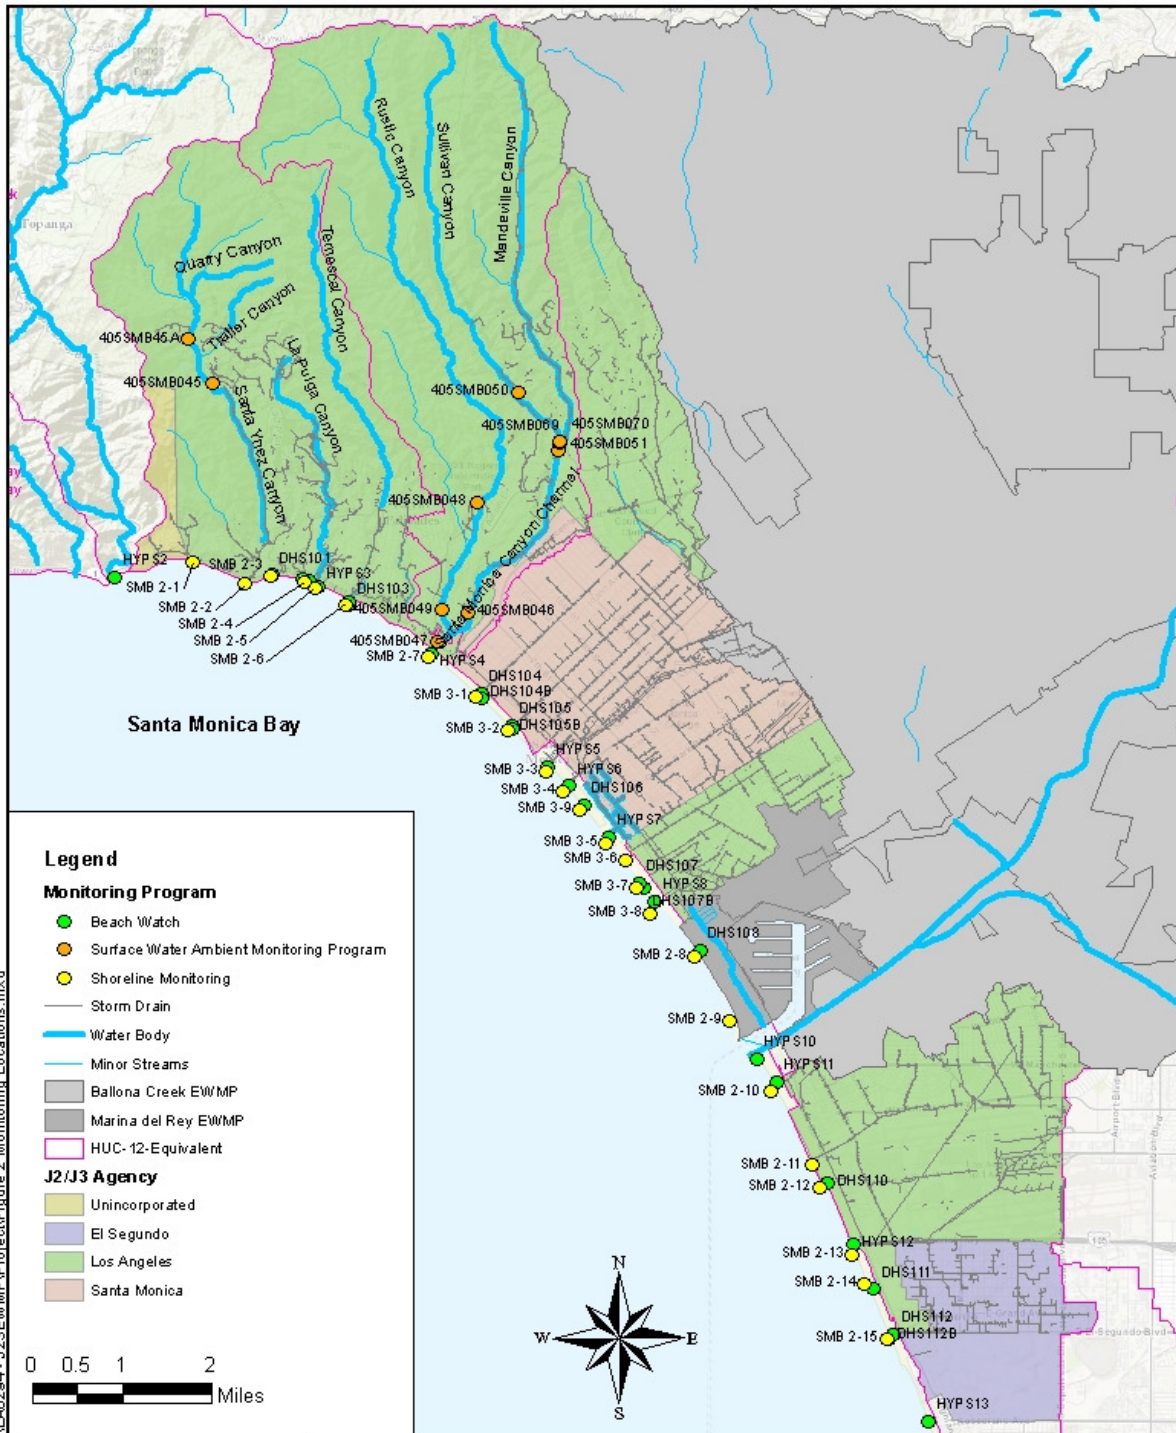 Rustic Canyon
Sullivan Canyon
Mandeville Canyon
Topanga
Quarry Canyon
Temescal Canyon
Trailer Canyon
405SMB45A
La Pulga Canyon
405SMB045
Santa Ynez Canyon
405SMB050
405SMB069
405SMB070
405SMB051
405SMB048
Santa Monica Canyon Channel
HYPS2
SMB 2-1
SMB 2-3
DHS101
HYPS3
SMB 2-2
DHS103
SMB 2-4
405SMB049
405SMB046
SMB 2-5
405SMB047
SMB 2-6
SMB 2-7
HYPS4
DHS104
SMB 3-1
DHS104B
DHS105
SMB 3-2
DHS105B
Santa Monica Bay
HYPS5
SMB 3-3
HYPS6
SMB 3-4
DHS106
SMB 3-9
HYPS7
SMB 3-5
SMB 3-6
DHS107
SMB 3-7
HYPS8
DHS107B
SMB 3-8
DHS108
SMB 2-8
SMB 2-9
HYPS10
HYPS11
SMB 2-10
SMB 2-11
DHS110
SMB 2-12
HYPS12
SMB 2-13
DHS111
SMB 2-14
DHS112
SMB 2-15
DHS112B
HYPS13
Airport Blvd
Aviation Blvd
105
El Segundo Blvd
Legend
Monitoring Program
Beach Watch
Surface Water Ambient Monitoring Program
Shoreline Monitoring
Storm Drain
Water Body
Minor Streams
Ballona Creek EWMP
Marina del Rey EWMP
HUC-12-Equivalent
J2/J3 Agency
Unincorporated
El Segundo
Los Angeles
Santa Monica
0 0.5 1 2
Miles
N
W
E
S